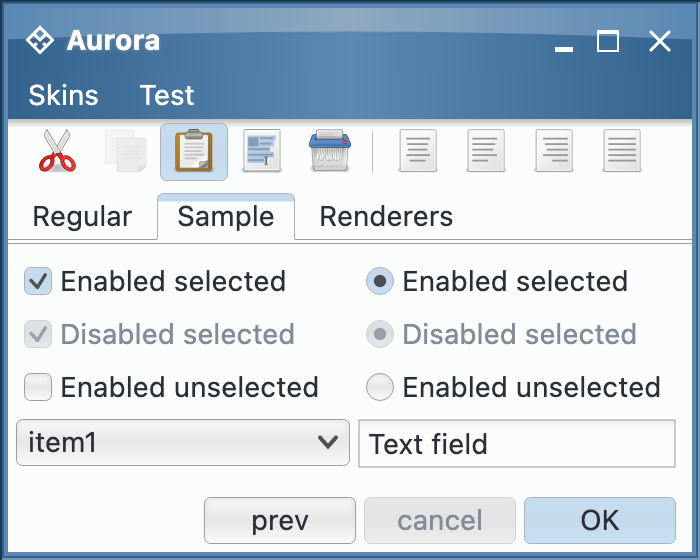 Aurora
Skins Test
Regular Sample Renderers
Enabled selected Enabled selected
Disabled selected Disabled selected
Enabled unselected Enabled unselected
item1 Text field
prev cancel OK